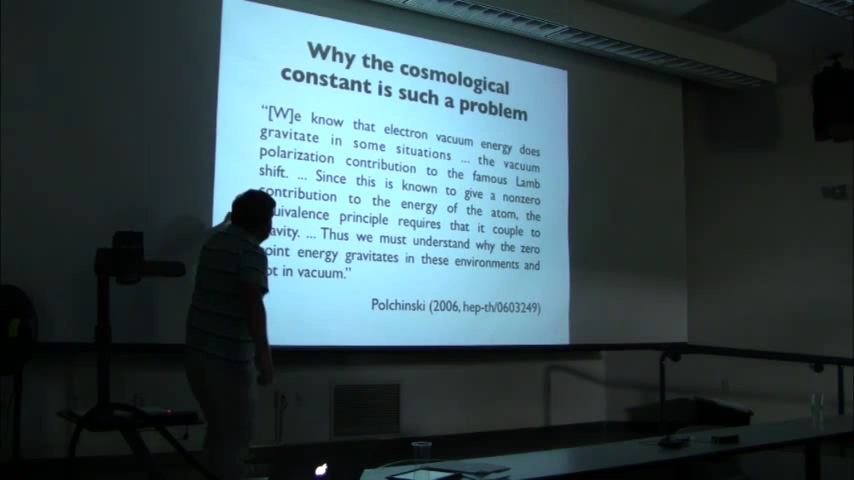 Why the cosmological
constant is such a problem
"[W]e know that electron vacuum energy does
gravitate in some situations ... the vacuum
polarization contribution to the famous Lamb
shift. ... Since this is known to give a nonzero
contribution to the energy of the atom, the
equivalence principle requires that it couple to
gravity. ... Thus we must understand why the zero
point energy gravitates in these environments and
not in vacuum."
Polchinski (2006, hep-th/0603249)